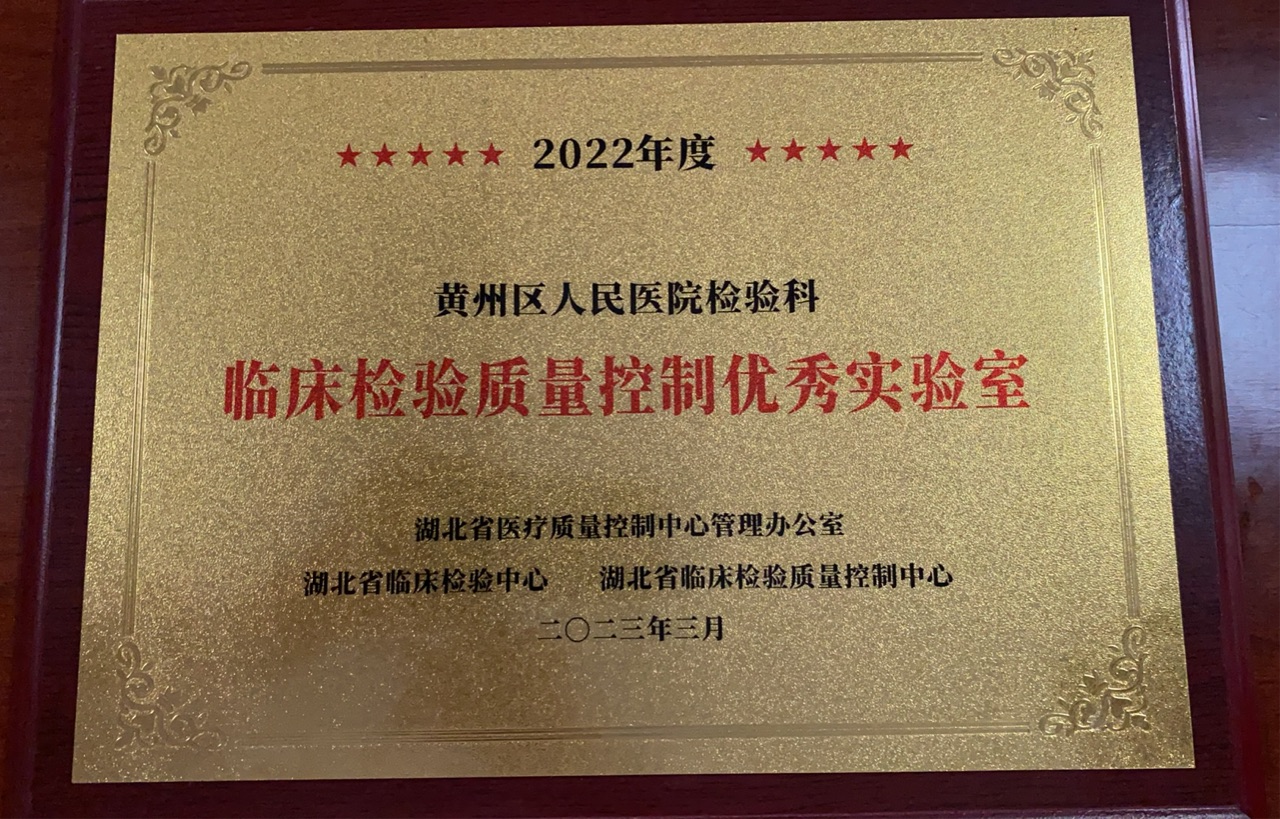 ★★★★★ 2022年度 ★★★★★
黄州区人民医院检验科
临床检验质量控制优秀实验室
湖北省医疗质量控制中心管理办公室
湖北省临床检验中心 湖北省临床检验质量控制中心
二〇二三年三月